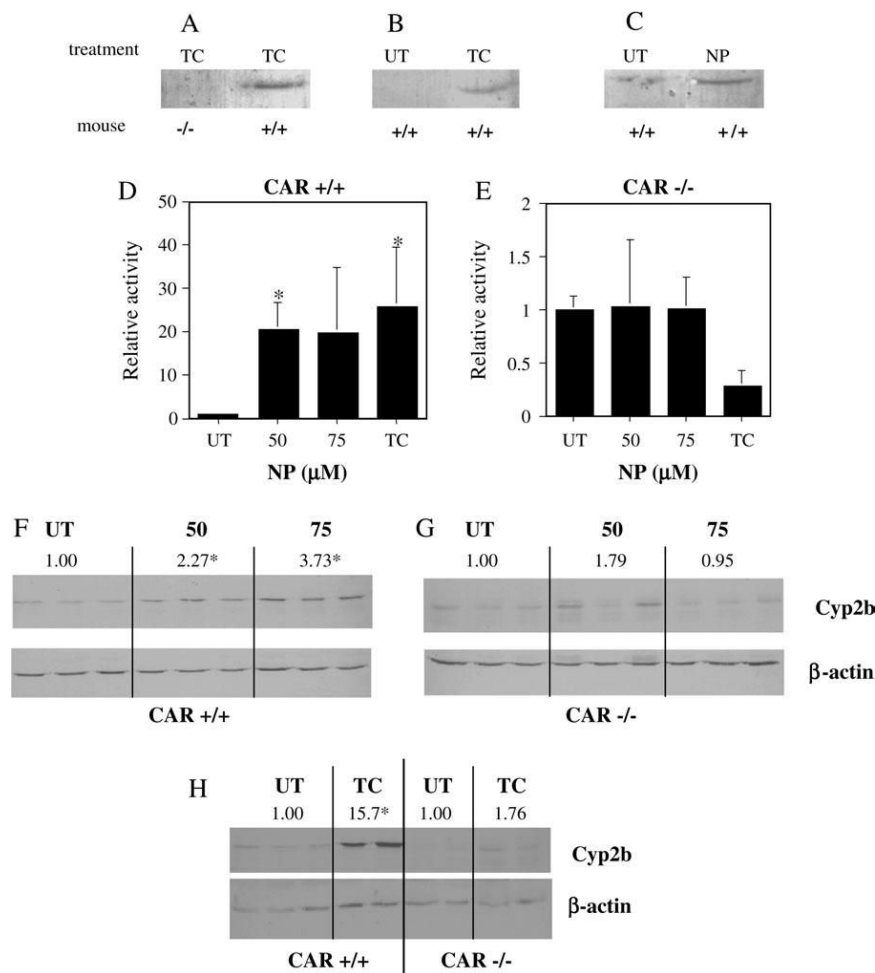 A B C
treatment TC TC UT TC UT NP
mouse -/- +/+ +/+ +/+ +/+ +/+
D CAR +/+
50
40
30
20
10
0
Relative activity
UT 50 75 TC
NP (μM)
* *
E CAR -/-
2
1.5
1
0.5
0
Relative activity
UT 50 75 TC
NP (μM)
F UT 50 75
1.00 2.27* 3.73*
CAR +/+
G UT 50 75
1.00 1.79 0.95
Cyp2b
β-actin
CAR -/-
H UT TC UT TC
1.00 15.7* 1.00 1.76
Cyp2b
β-actin
CAR +/+ CAR -/-